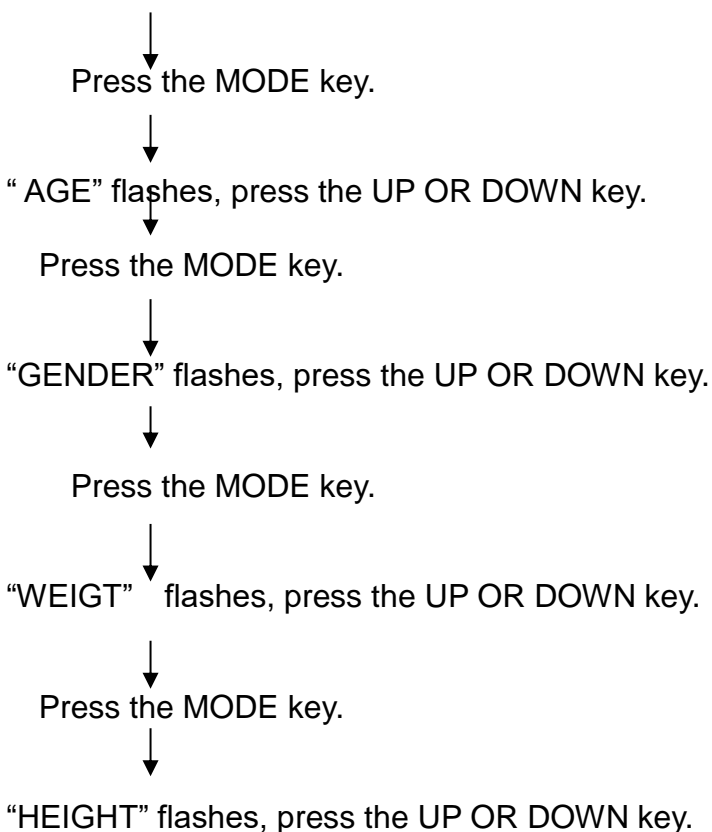 Press the MODE key.
“ AGE” flashes, press the UP OR DOWN key.
Press the MODE key.
“GENDER” flashes, press the UP OR DOWN key.
Press the MODE key.
“WEIGT” flashes, press the UP OR DOWN key.
Press the MODE key.
“HEIGHT” flashes, press the UP OR DOWN key.